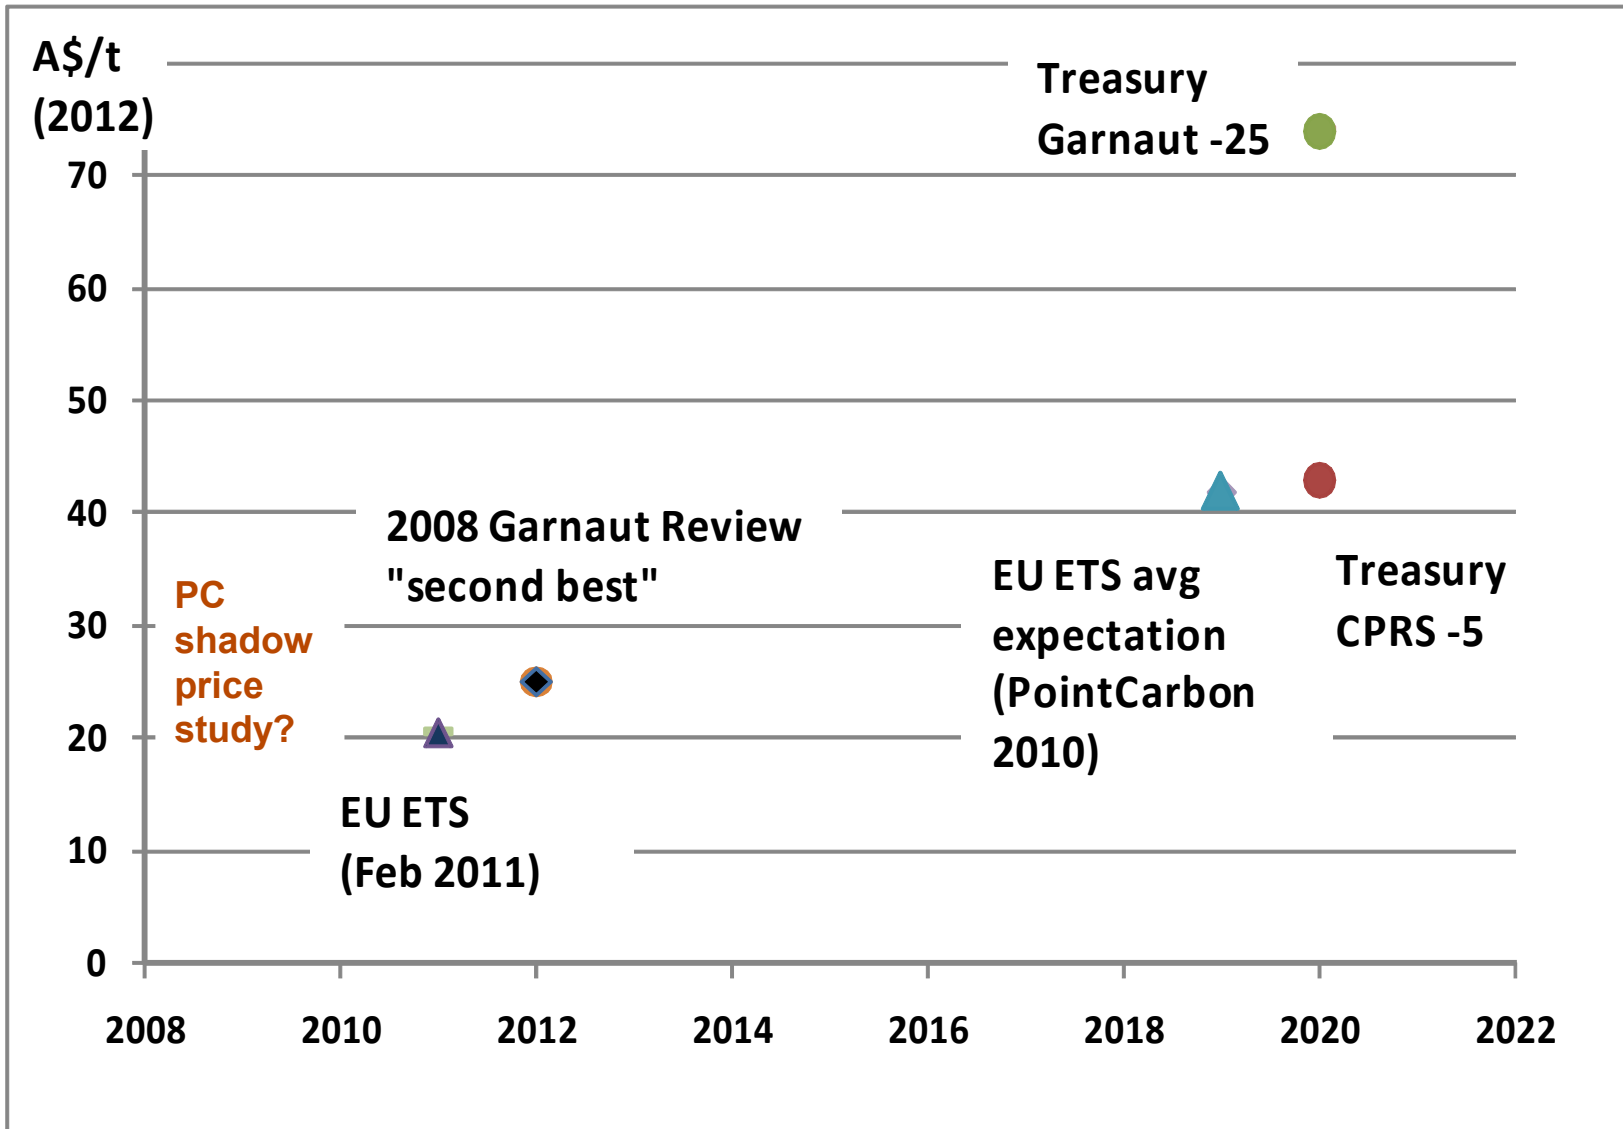 A$/t
(2012)
Treasury
Garnaut -25
70
60
50
40
30
20
10
0
2008 Garnaut Review
"second best"
PC
shadow
price
study?
EU ETS
(Feb 2011)
EU ETS avg
expectation
(PointCarbon
2010)
Treasury
CPRS -5
2008 2010 2012 2014 2016 2018 2020 2022